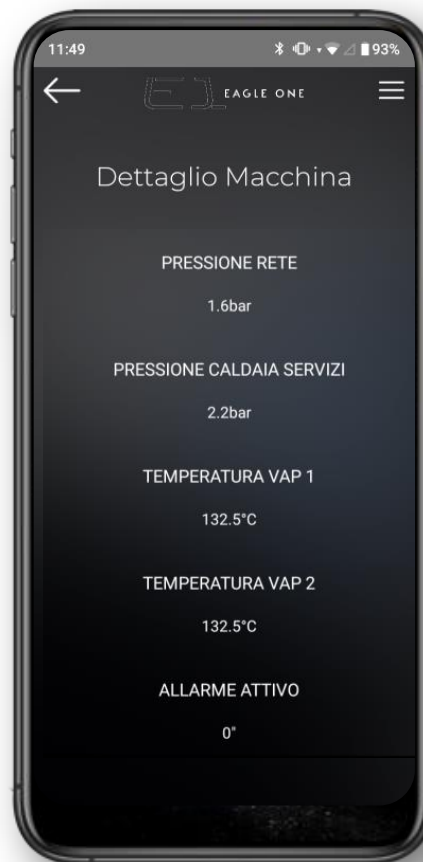 11:49
93%
E1 EAGLE ONE
Dettaglio Macchina
PRESSIONE RETE
1.6bar
PRESSIONE CALDAIA SERVIZI
2.2bar
TEMPERATURA VAP 1
132.5°C
TEMPERATURA VAP 2
132.5°C
ALLARME ATTIVO
0"